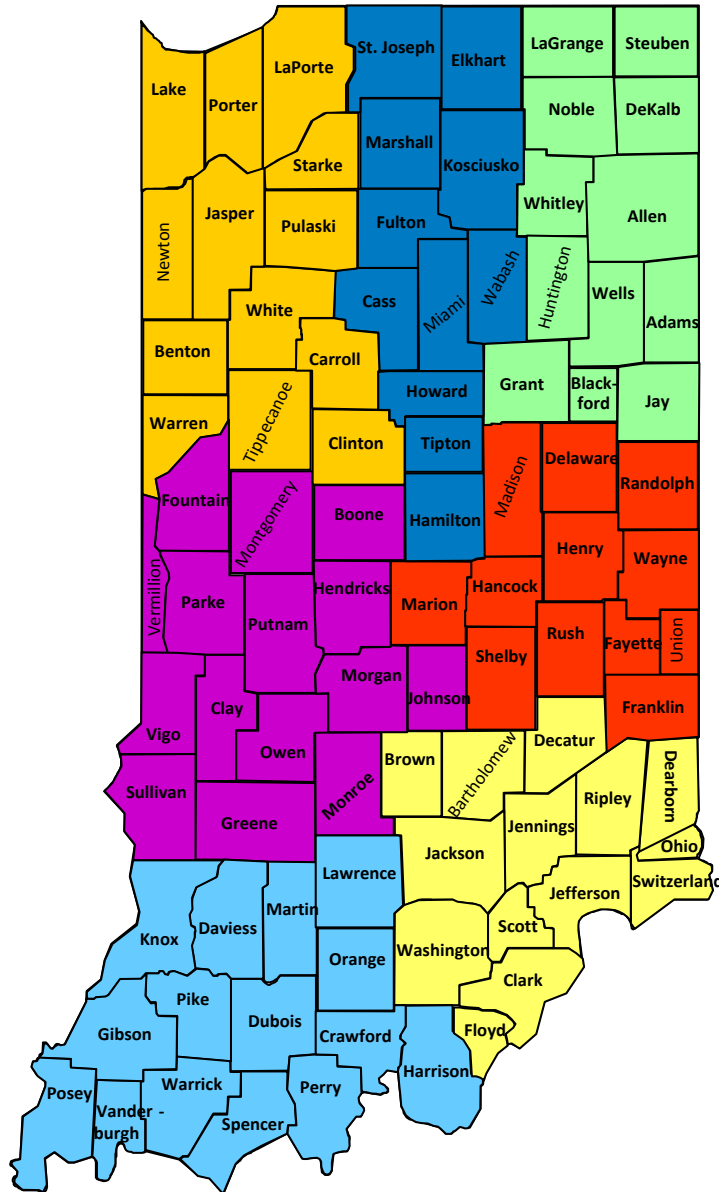 LaGrange
Steuben
St. Joseph
Elkhart
LaPorte
Lake
Porter
Noble
DeKalb
Marshall
Kosciusko
Starke
Whitley
Allen
Jasper
Pulaski
Fulton
Newton
Wabash
Huntington
Wells
White
Cass
Miami
Adams
Benton
Carroll
Howard
Grant
Black-
ford
Jay
Warren
Tippecanoe
Clinton
Tipton
Madison
Delaware
Randolph
Fountain
Montgomery
Boone
Hamilton
Henry
Wayne
Vermillion
Parke
Hendricks
Marion
Hancock
Putnam
Rush
Fayette
Union
Shelby
Morgan
Johnson
Clay
Franklin
Vigo
Owen
Brown
Bartholomew
Decatur
Dearborn
Sullivan
Monroe
Ripley
Greene
Jennings
Ohio
Jackson
Lawrence
Jefferson
Switzerland
Martin
Daviess
Scott
Knox
Washington
Orange
Clark
Pike
Gibson
Dubois
Crawford
Floyd
Harrison
Posey
Warrick
Perry
Vander -
burgh
Spencer